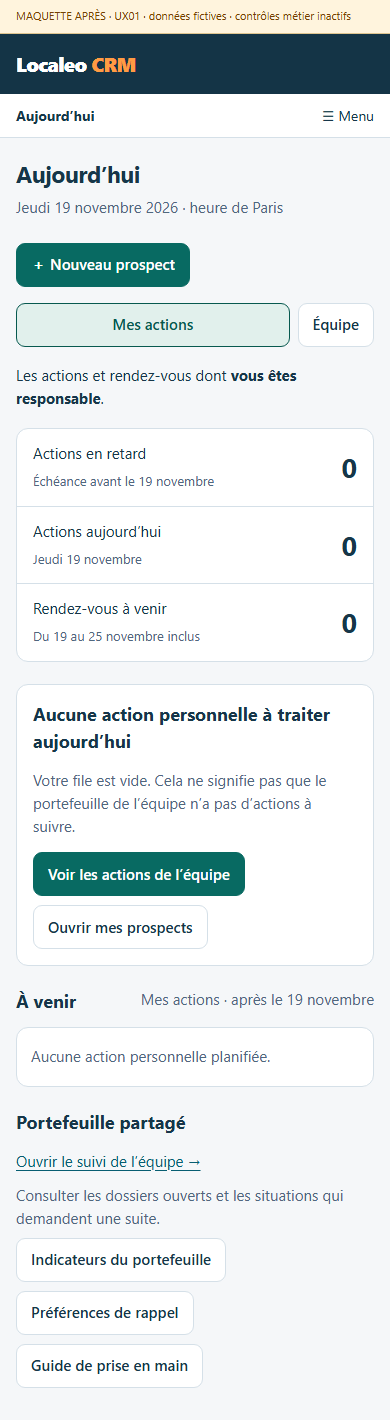 MAQUETTE APRÈS · UX01 · données fictives · contrôles métier inactifs
Localeo CRM
Aujourd’hui
☰ Menu
Aujourd’hui
Jeudi 19 novembre 2026 · heure de Paris
+ Nouveau prospect
Mes actions
Équipe
Les actions et rendez-vous dont vous êtes
responsable.
Actions en retard
0
Échéance avant le 19 novembre
Actions aujourd’hui
0
Jeudi 19 novembre
Rendez-vous à venir
0
Du 19 au 25 novembre inclus
Aucune action personnelle à traiter
aujourd’hui
Votre file est vide. Cela ne signifie pas que le
portefeuille de l’équipe n’a pas d’actions à
suivre.
Voir les actions de l’équipe
Ouvrir mes prospects
À venir
Mes actions · après le 19 novembre
Aucune action personnelle planifiée.
Portefeuille partagé
Ouvrir le suivi de l’équipe →
Consulter les dossiers ouverts et les situations qui
demandent une suite.
Indicateurs du portefeuille
Préférences de rappel
Guide de prise en main